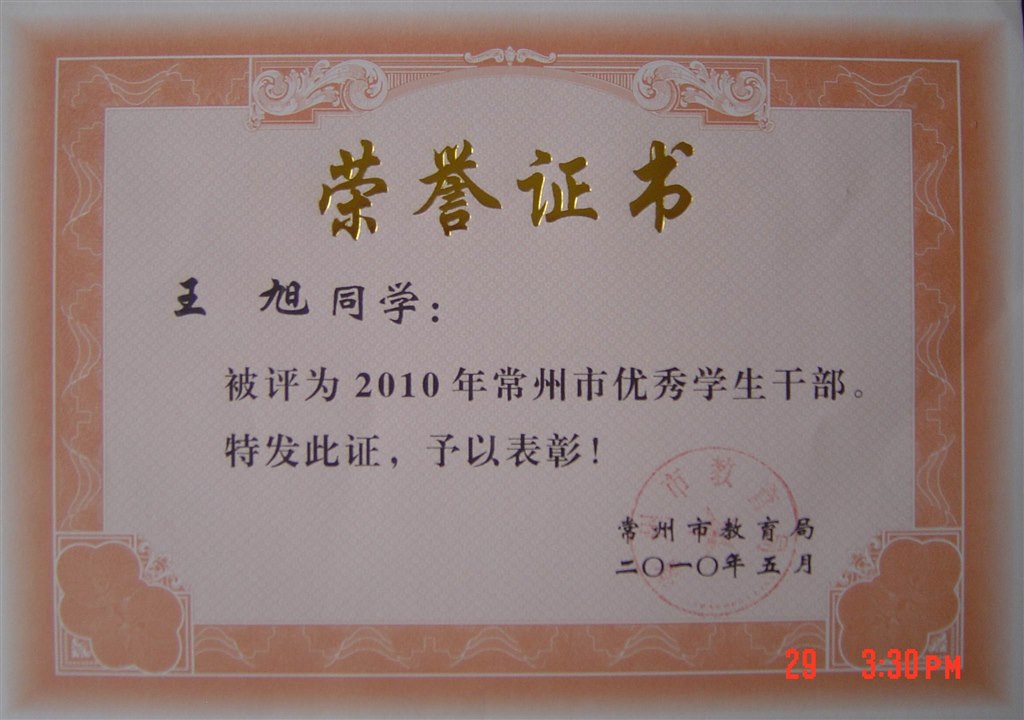 荣誉证书
王 旭 同学：
被评为 2010 年常州市优秀学生干部。
特发此证，予以表彰！
常州市教育局
二〇一〇年五月
29 3:30PM